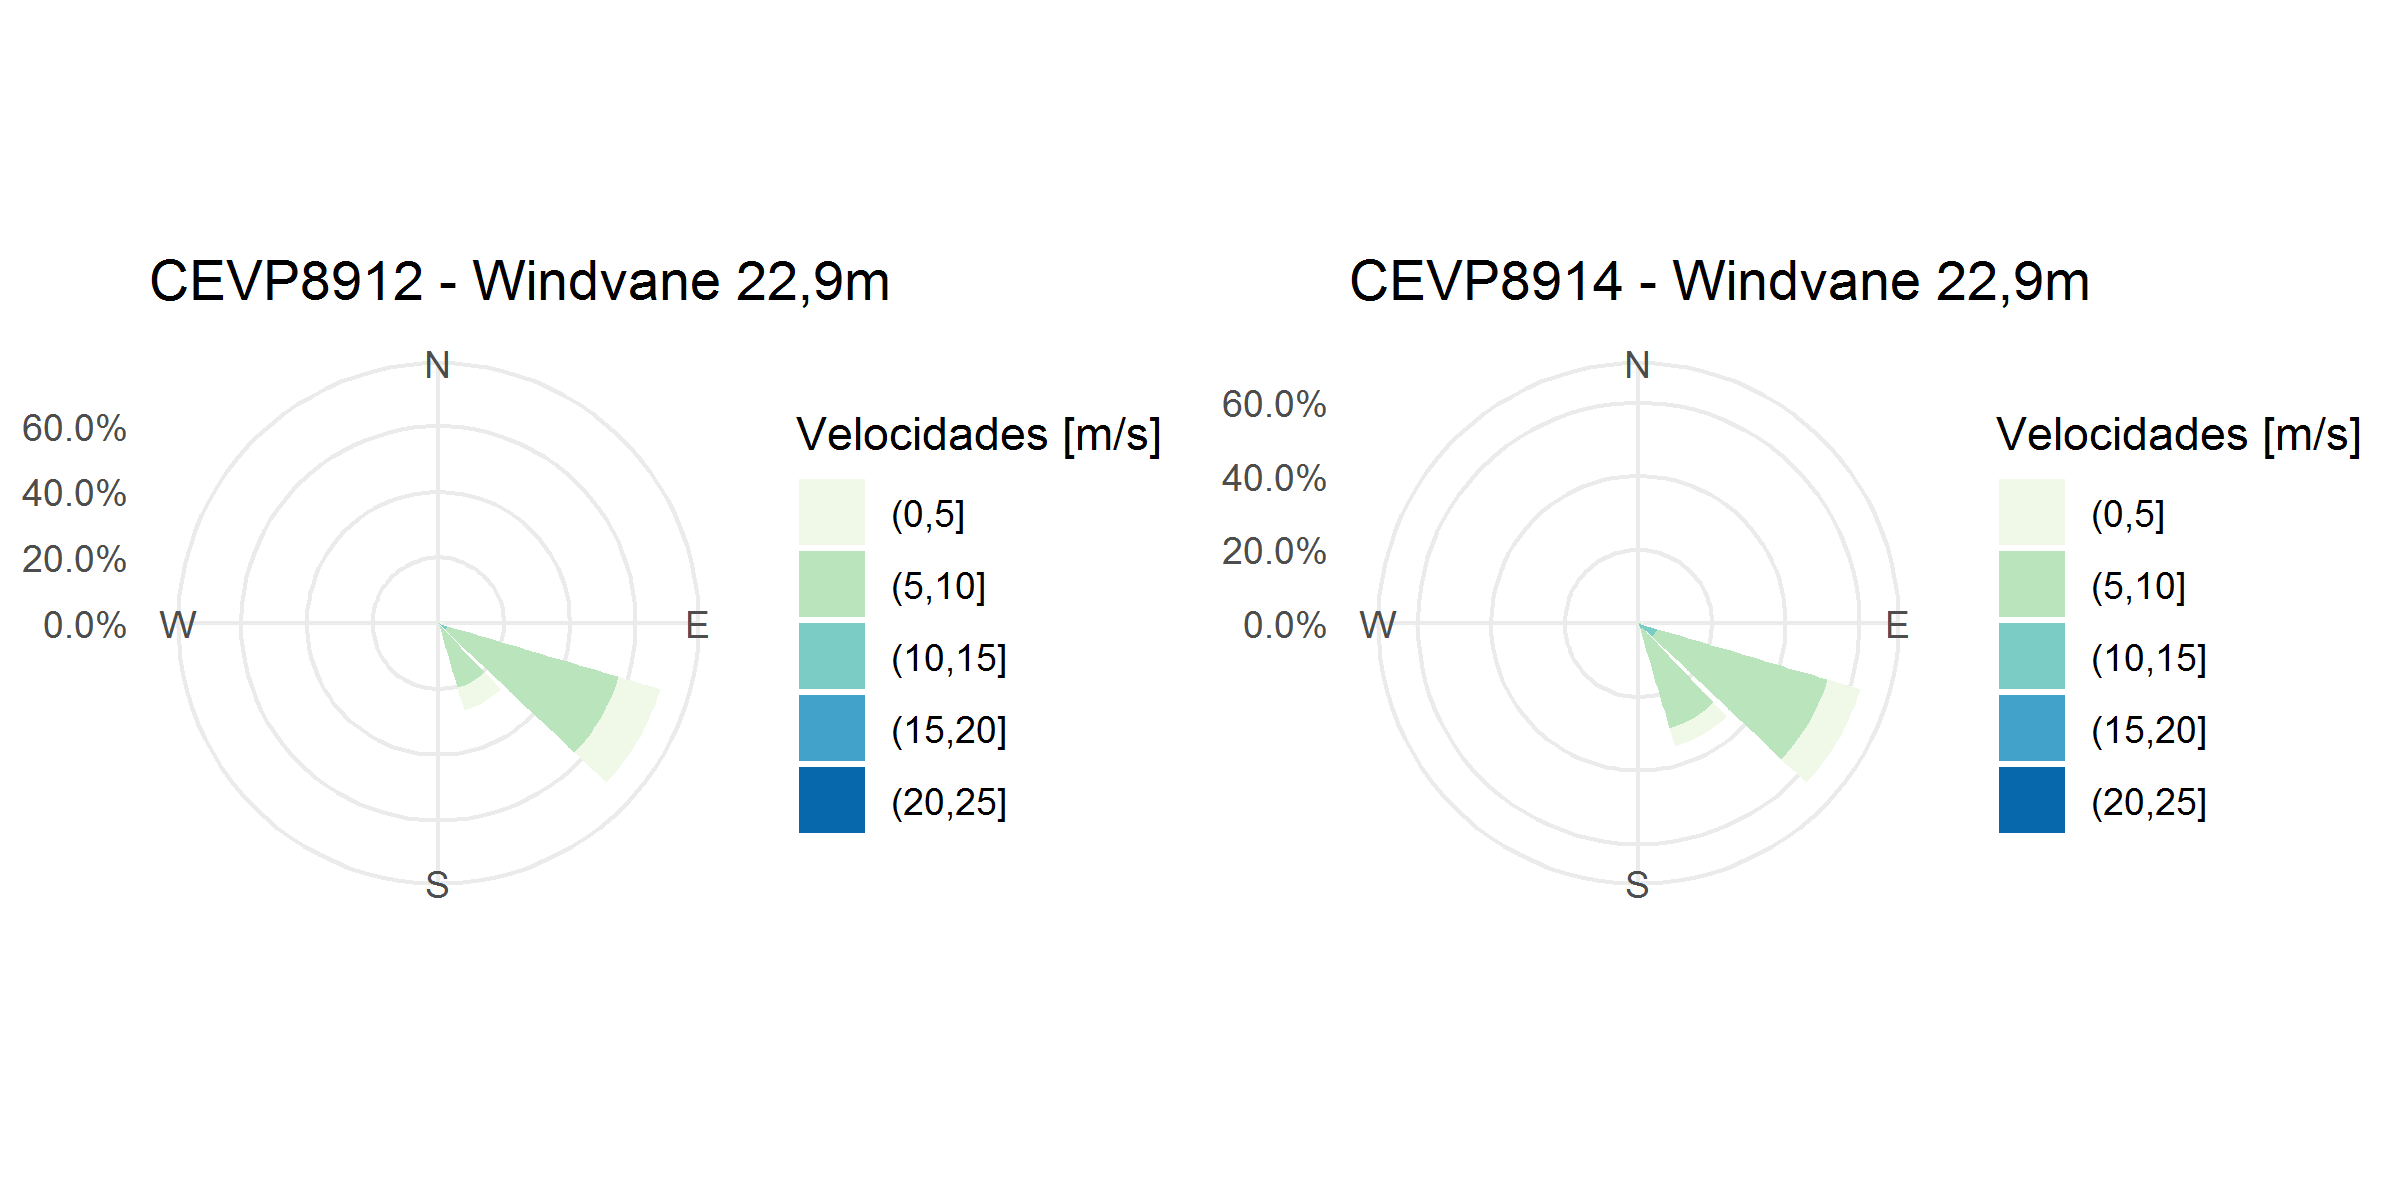 CEVP8912 - Windvane 22,9m
N
60.0%
40.0%
20.0%
0.0%
W
E
S
Velocidades [m/s]
(0,5]
(5,10]
(10,15]
(15,20]
(20,25]
CEVP8914 - Windvane 22,9m
N
60.0%
40.0%
20.0%
0.0%
W
E
S
Velocidades [m/s]
(0,5]
(5,10]
(10,15]
(15,20]
(20,25]